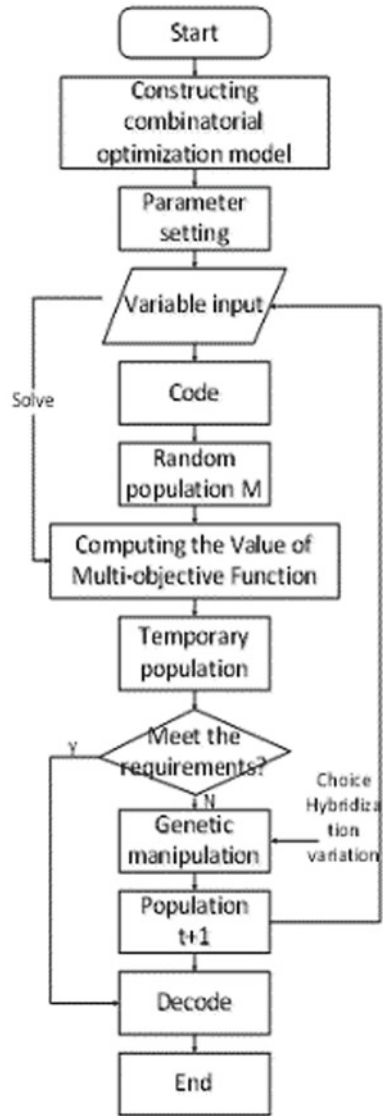 Start
Constructing
combinatorial
optimization model
Parameter
setting
Variable input
Solve
Code
Random
population M
Computing the Value of
Multi-objective Function
Temporary
population
Meet the
requirements?
y
N
Choice
Hybridiza
tion
variation
Genetic
manipulation
Population
t+1
Decode
End